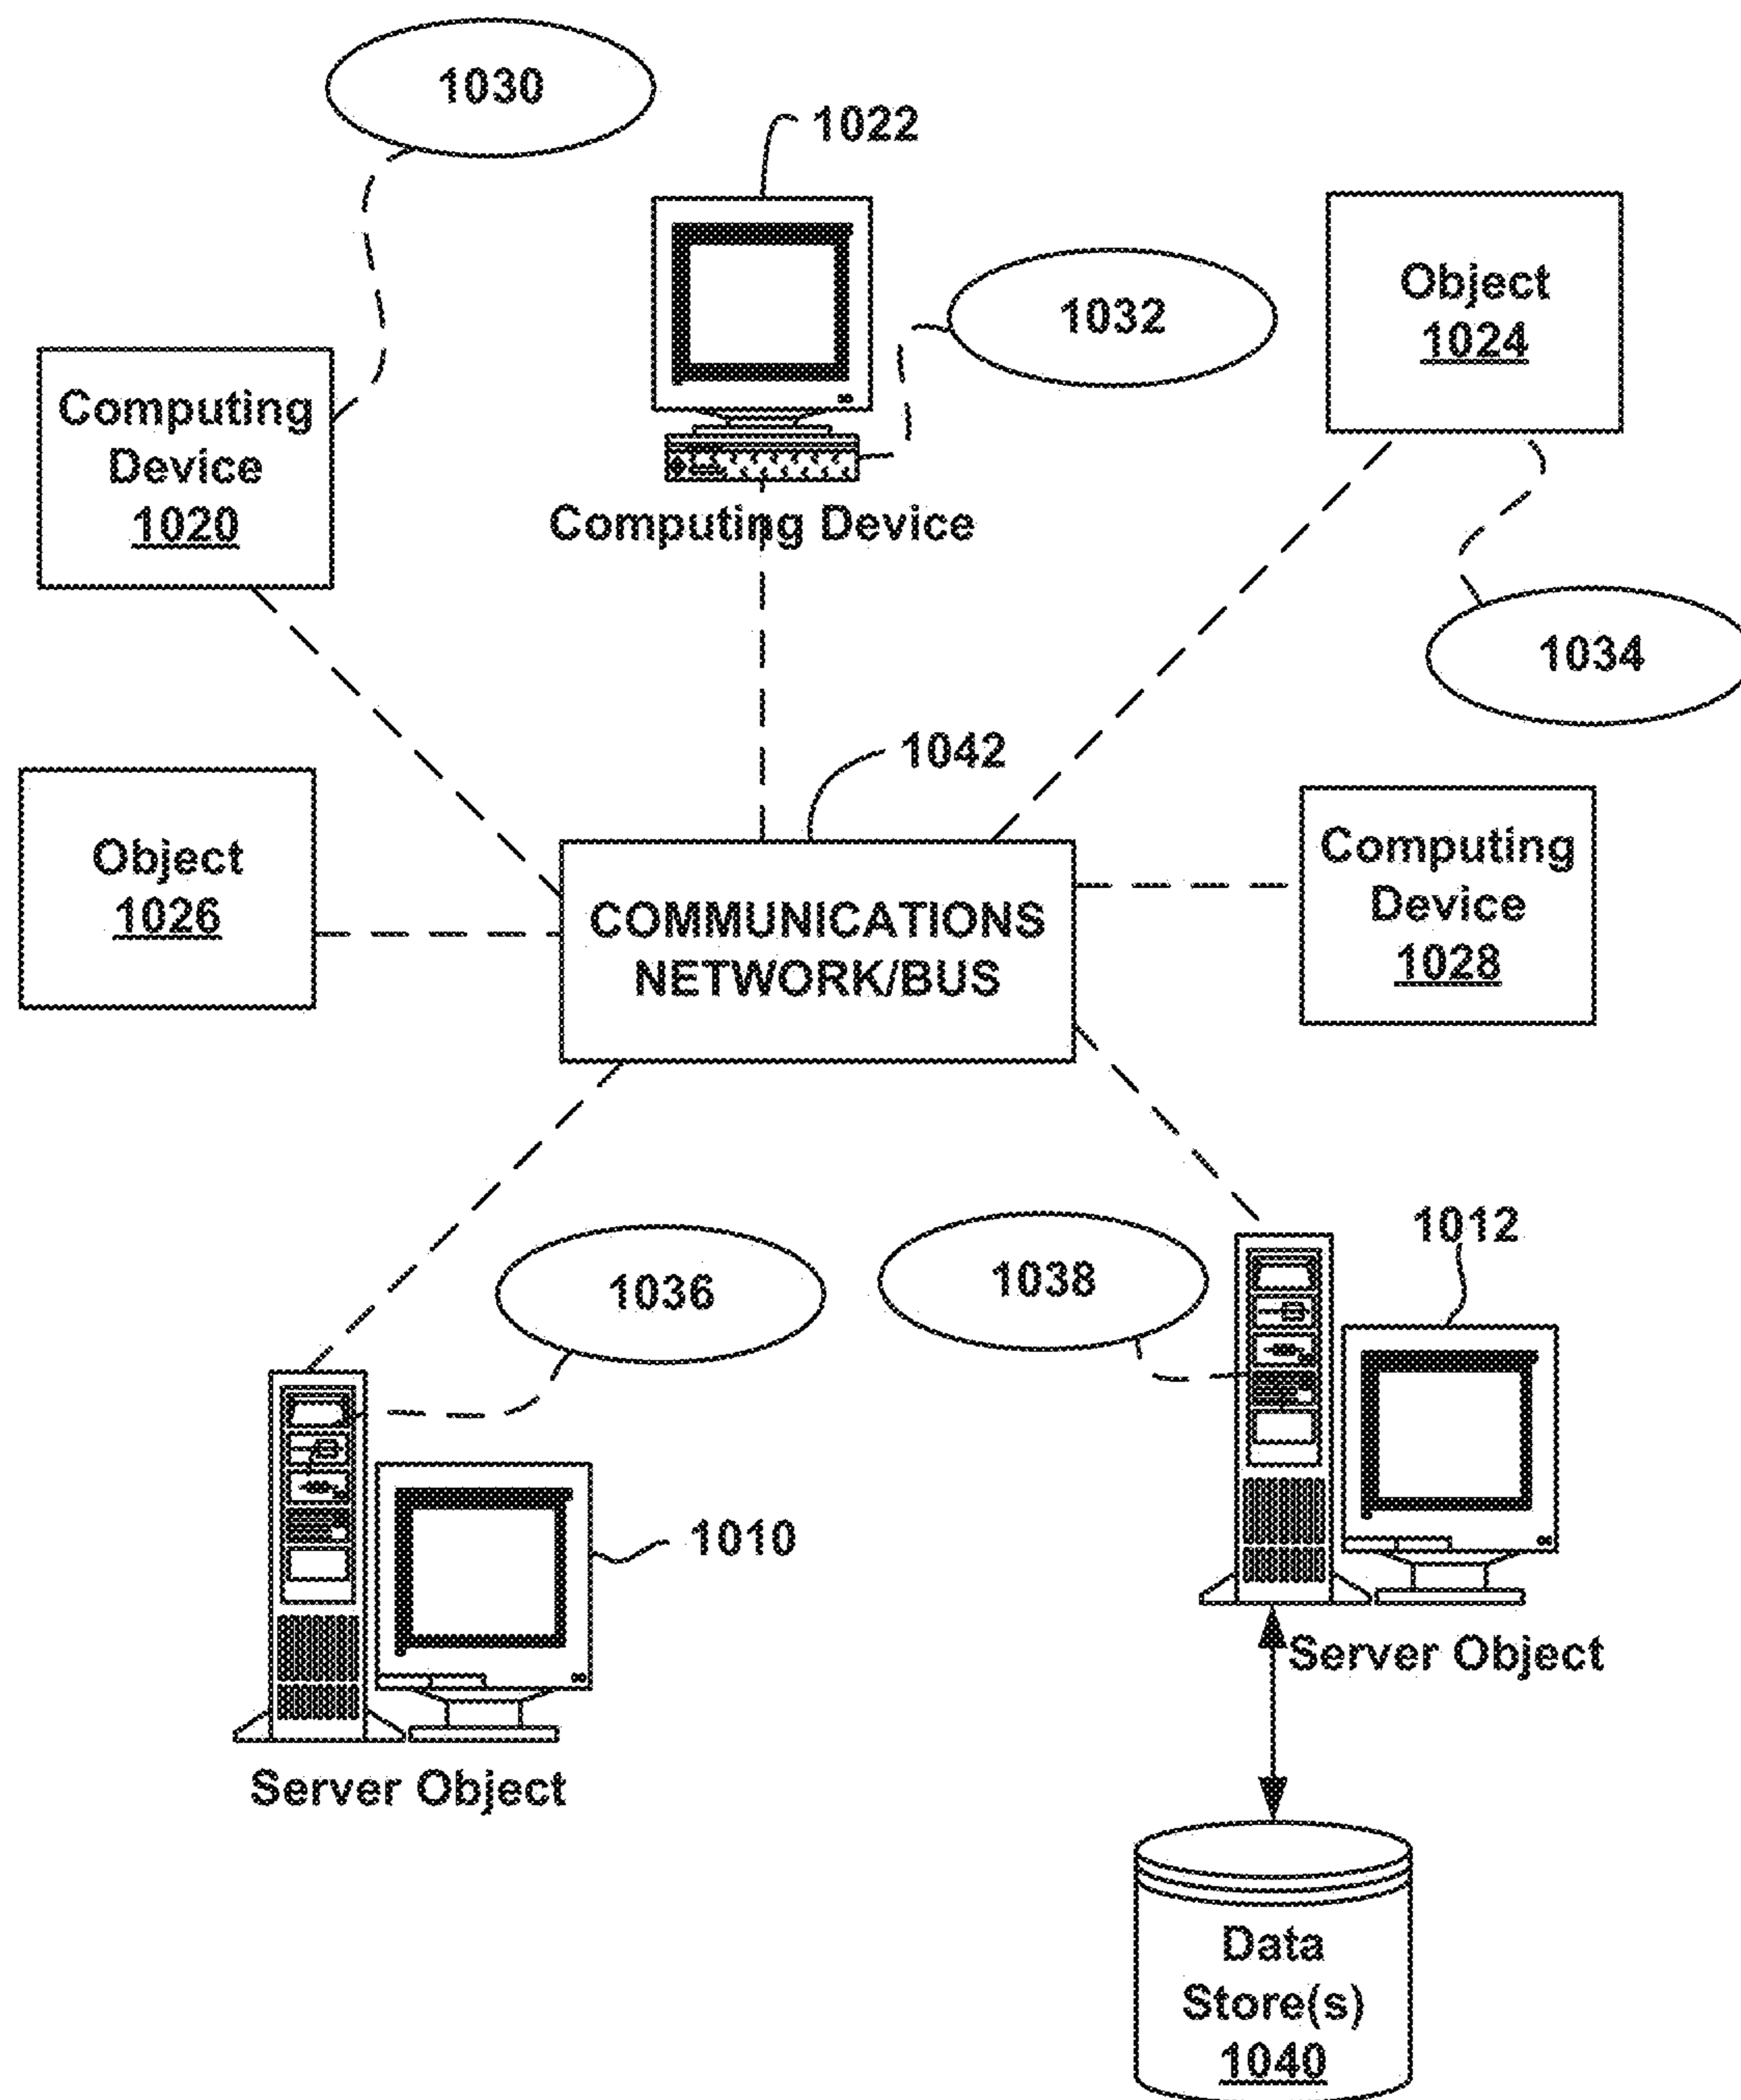 1030
1022
1032
Object
1024
Computing
Device
1020
Computing Device
1034
1042
Object
1026
COMMUNICATIONS
NETWORK/BUS
Computing
Device
1028
1012
1036
1038
1010
Server Object
Server Object
Data
Store(s)
1040